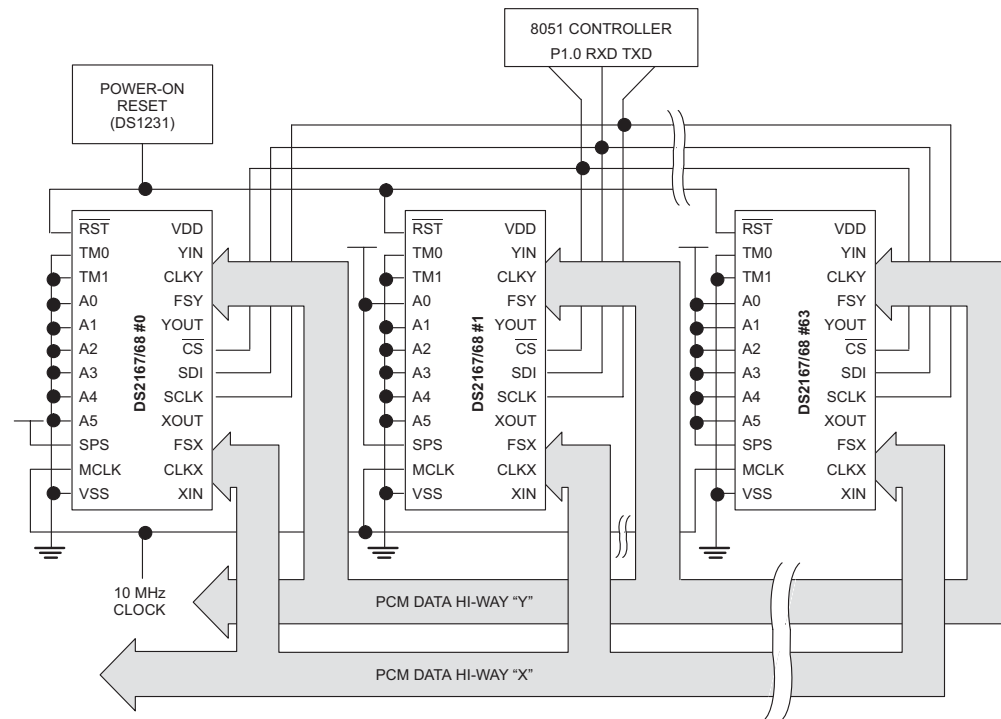 8051 CONTROLLER
P1.0 RXD TXD
POWER-ON
RESET
(DS1231)
DS2167/68 #0
RST VDD
TM0 YIN
TM1 CLKY
A0 FSY
A1 YOUT
A2 CS
A3 SDI
A4 SCLK
A5 XOUT
SPS FSX
MCLK CLKX
VSS XIN
DS2167/68 #1
RST VDD
TM0 YIN
TM1 CLKY
A0 FSY
A1 YOUT
A2 CS
A3 SDI
A4 SCLK
A5 XOUT
SPS FSX
MCLK CLKX
VSS XIN
DS2167/68 #63
RST VDD
TM0 YIN
TM1 CLKY
A0 FSY
A1 YOUT
A2 CS
A3 SDI
A4 SCLK
A5 XOUT
SPS FSX
MCLK CLKX
VSS XIN
10 MHz
CLOCK
PCM DATA HI-WAY “Y”
PCM DATA HI-WAY “X”